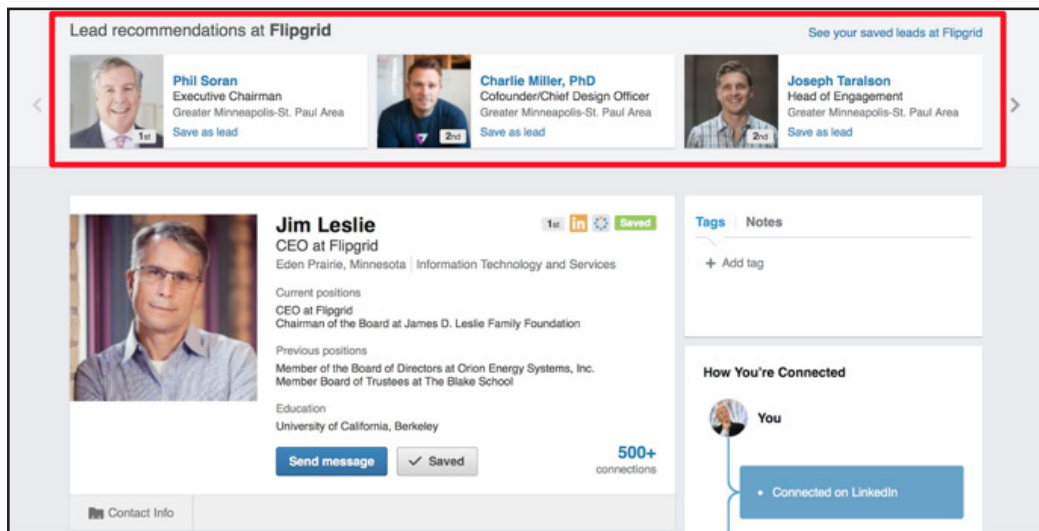 Lead recommendations at Flipgrid
See your saved leads at Flipgrid
Phil Soran
Executive Chairman
Greater Minneapolis-St. Paul Area
Save as lead
1st
Charlie Miller, PhD
Cofounder/Chief Design Officer
Greater Minneapolis-St. Paul Area
Save as lead
2nd
Joseph Taralson
Head of Engagement
Greater Minneapolis-St. Paul Area
Save as lead
2nd
Jim Leslie
1st in Saved
CEO at Flipgrid
Eden Prairie, Minnesota | Information Technology and Services
Current positions
CEO at Flipgrid
Chairman of the Board at James D. Leslie Family Foundation
Previous positions
Member of the Board of Directors at Orion Energy Systems, Inc.
Member Board of Trustees at The Blake School
Education
University of California, Berkeley
Send message
✓ Saved
500+
connections
Contact Info
Tags | Notes
+ Add tag
How You're Connected
You
• Connected on LinkedIn